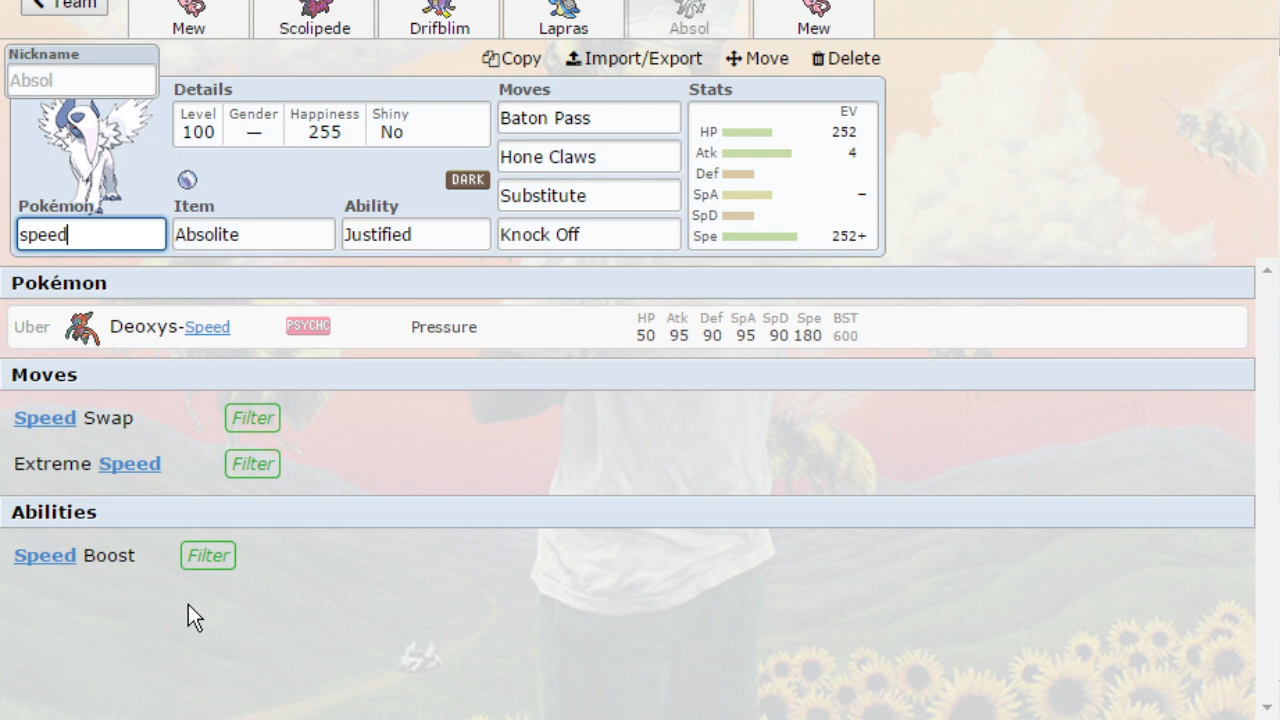 Team
Mew
Scolipede
Drifblim
Lapras
Absol
Mew
Nickname
Absol
Copy
Import/Export
Move
Delete
Details
Moves
Stats
Level
Gender
Happiness
Shiny
100
—
255
No
DARK
Pokémon
Item
Ability
speed
Absolite
Justified
Baton Pass
Hone Claws
Substitute
Knock Off
EV
HP 252
Atk 4
Def
SpA –
SpD
Spe 252+
Pokémon
Uber Deoxys-Speed PSYCHC Pressure
HP Atk Def SpA SpD Spe BST
50 95 90 95 90 180 600
Moves
Speed Swap Filter
Extreme Speed Filter
Abilities
Speed Boost Filter